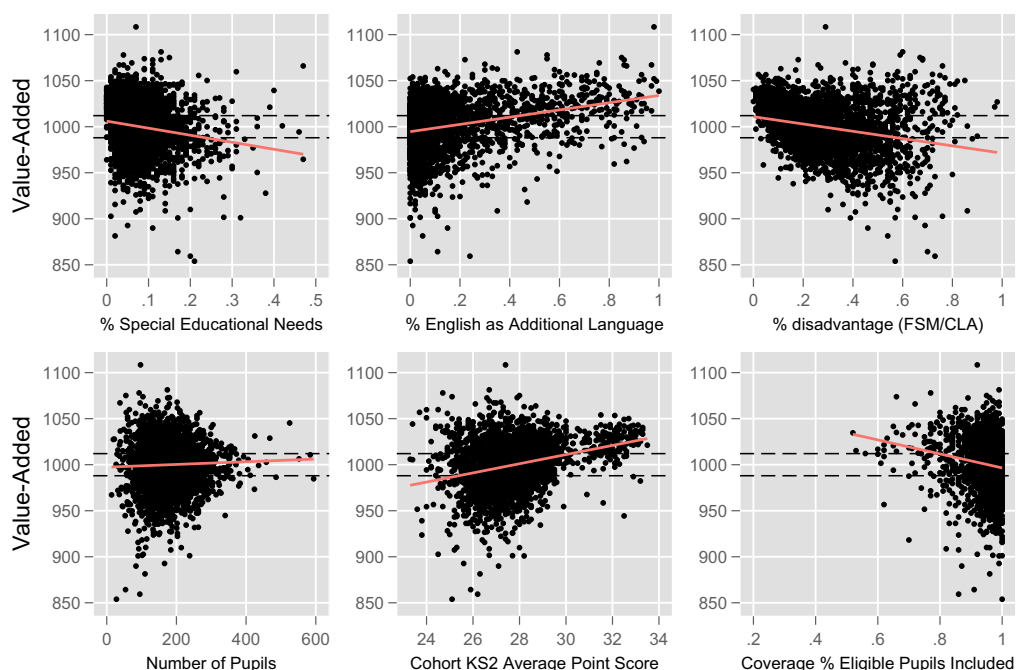 Value-Added
1100
1050
1000
950
900
850
0 .1 .2 .3 .4 .5
% Special Educational Needs
1100
1050
1000
950
900
850
0 .2 .4 .6 .8 1
% English as Additional Language
1100
1050
1000
950
900
850
0 .2 .4 .6 .8 1
% disadvantage (FSM/CLA)
Value-Added
1100
1050
1000
950
900
850
0 200 400 600
Number of Pupils
1100
1050
1000
950
900
850
24 26 28 30 32 34
Cohort KS2 Average Point Score
1100
1050
1000
950
900
850
.2 .4 .6 .8 1
Coverage % Eligible Pupils Included